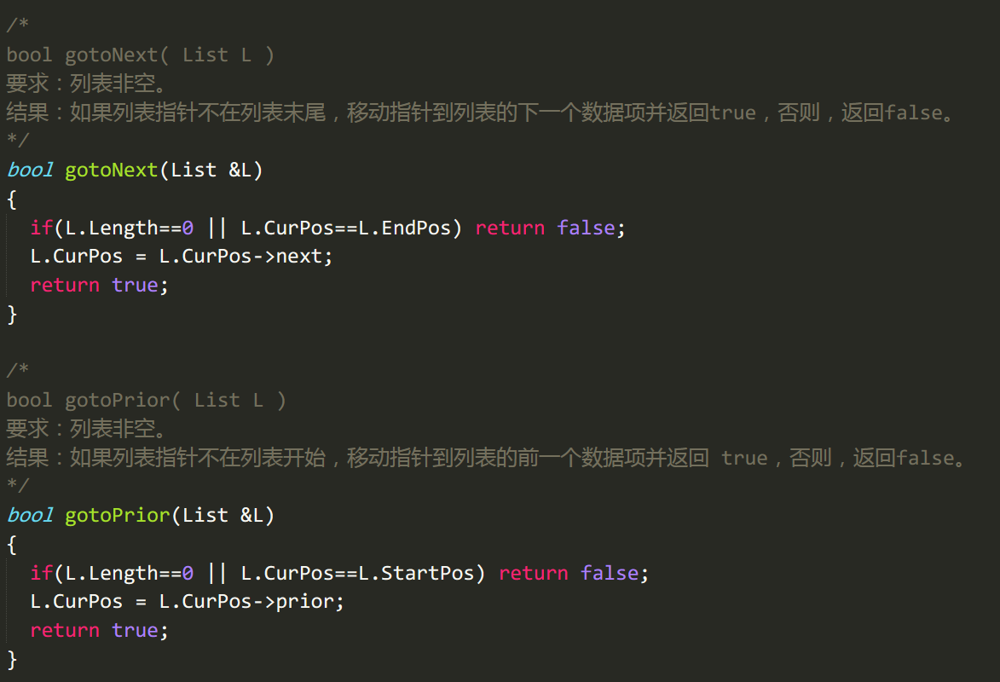 /*
bool gotoNext( List L )
要求：列表非空。
结果：如果列表指针不在列表末尾，移动指针到列表的下一个数据项并返回true，否则，返回false。
*/
bool gotoNext(List &L)
{
  if(L.Length==0 || L.CurPos==L.EndPos) return false;
  L.CurPos = L.CurPos->next;
  return true;
}
/*
bool gotoPrior( List L )
要求：列表非空。
结果：如果列表指针不在列表开始，移动指针到列表的前一个数据项并返回 true，否则，返回false。
*/
bool gotoPrior(List &L)
{
  if(L.Length==0 || L.CurPos==L.StartPos) return false;
  L.CurPos = L.CurPos->prior;
  return true;
}